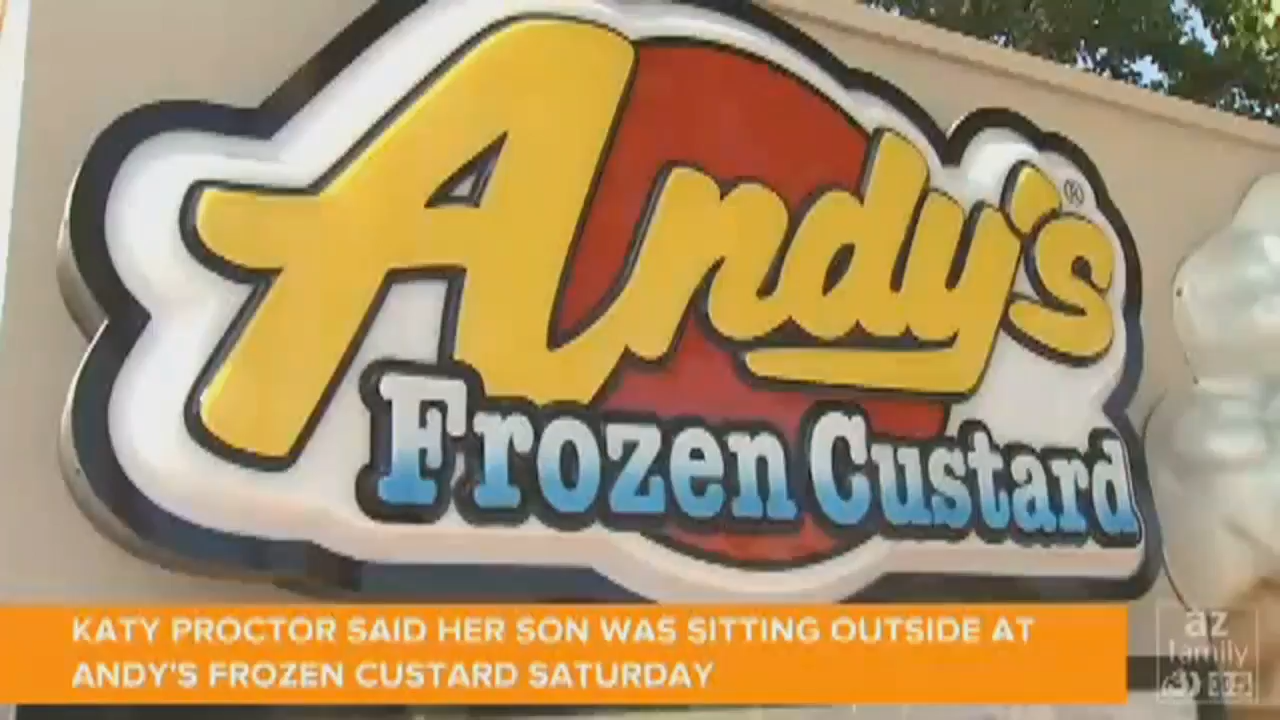 Andy's ®
Frozen Custard
KATY PROCTOR SAID HER SON WAS SITTING OUTSIDE AT
ANDY'S FROZEN CUSTARD SATURDAY
az
family